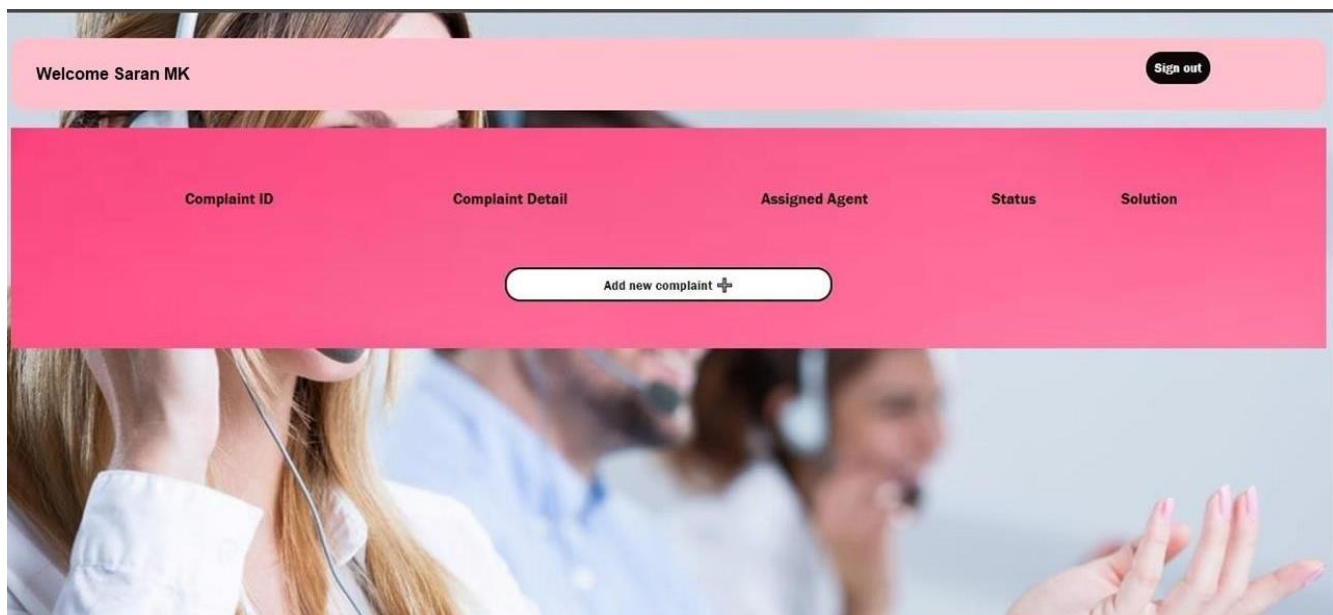 Welcome Saran MK
Sign out
Complaint ID Complaint Detail Assigned Agent Status Solution
Add new complaint ➕